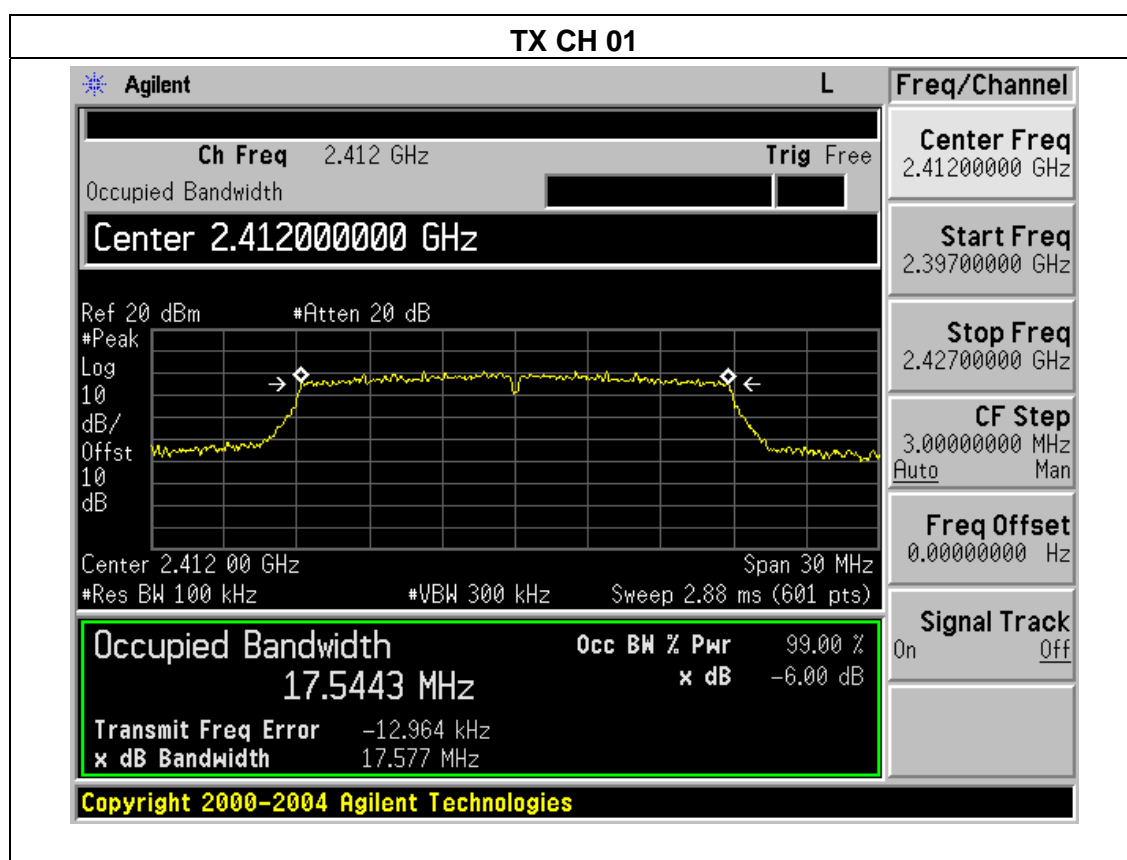 TX CH 01
Agilent L Freq/Channel
Ch Freq 2.412 GHz Trig Free
Occupied Bandwidth
Center 2.412000000 GHz
Ref 20 dBm #Atten 20 dB
#Peak
Log
10
dB/
Offst
10
dB
Center 2.412 00 GHz Span 30 MHz
#Res BW 100 kHz #VBW 300 kHz Sweep 2.88 ms (601 pts)
Occupied Bandwidth Occ BW % Pwr 99.00 %
17.5443 MHz x dB -6.00 dB
Transmit Freq Error -12.964 kHz
x dB Bandwidth 17.577 MHz
Copyright 2000-2004 Agilent Technologies
Center Freq
2.41200000 GHz
Start Freq
2.39700000 GHz
Stop Freq
2.42700000 GHz
CF Step
3.00000000 MHz
Auto Man
Freq Offset
0.00000000 Hz
Signal Track
On Off